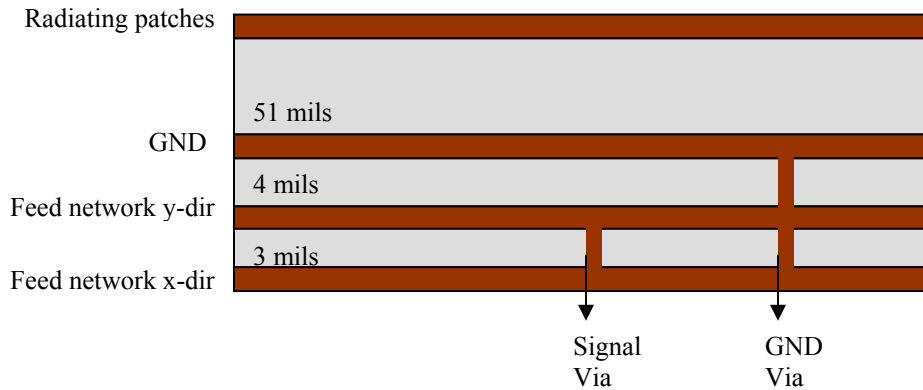 Radiating patches
51 mils
GND
4 mils
Feed network y-dir
3 mils
Feed network x-dir
Signal
Via
GND
Via